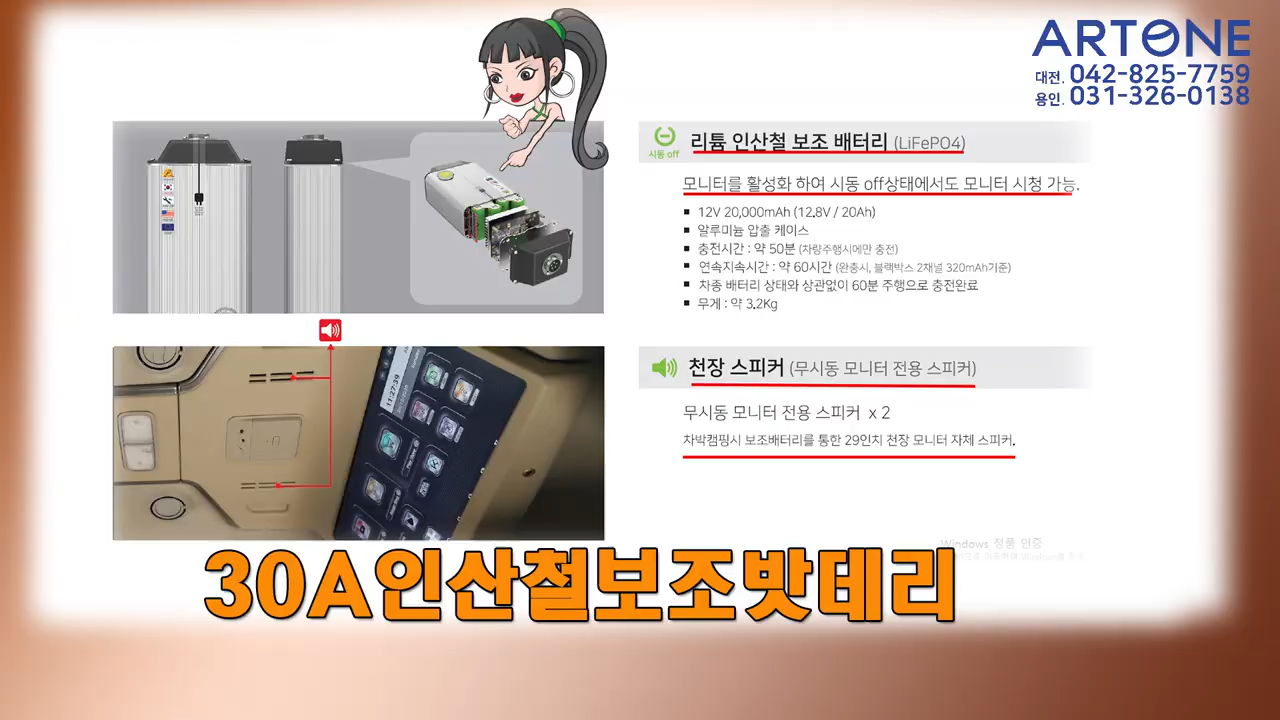 ARTONE
대전. 042-825-7759
용인. 031-326-0138
시동 off
리튬 인산철 보조 배터리 (LiFePO4)
모니터를 활성화 하여 시동 off상태에서도 모니터 시청 가능.
12V 20,000mAh (12.8V / 20Ah)
알루미늄 압출 케이스
충전시간 : 약 50분 (차량주행시에만 충전)
연속지속시간 : 약 60시간 (완충시, 블랙박스 2채널 320mAh기준)
차종 배터리 상태와 상관없이 60분 주행으로 충전완료
무게 : 약 3.2Kg
천장 스피커 (무시동 모니터 전용 스피커)
무시동 모니터 전용 스피커 x 2
차박캠핑시 보조배터리를 통한 29인치 천장 모니터 자체 스피커.
11:27:39
Windows 정품 인증
30A인산철보조밧데리